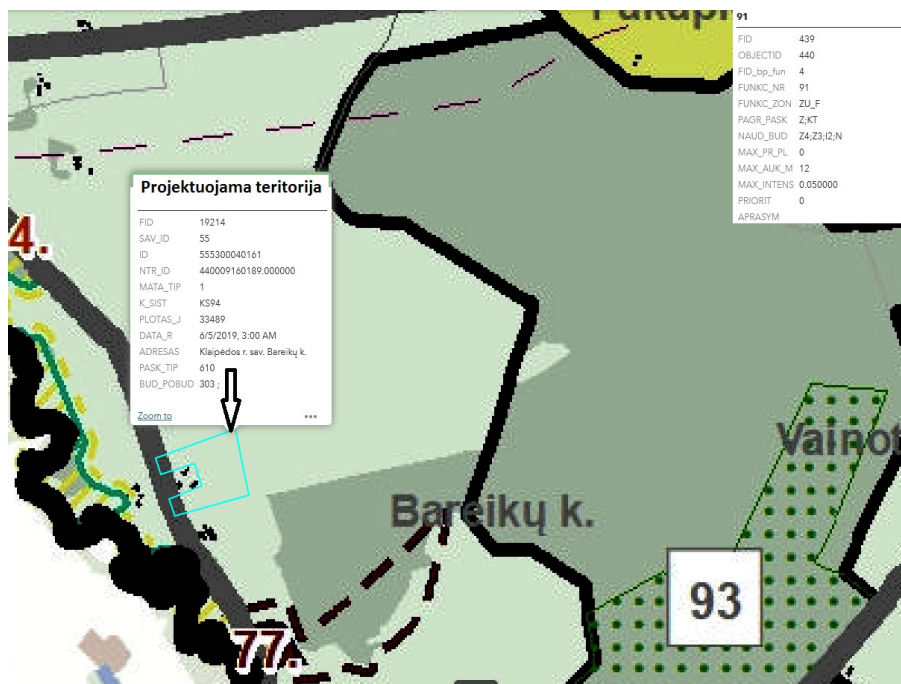 91
FID 439
OBJECTID 440
FID_bp_fun 4
FUNKC_NR 91
FUNKC_ZON ZU_F
PAGR_PASK Z;KT
NAUD_BUD Z4;Z3;I2;N
MAX_PR_PL 0
MAX_AUK_M 12
MAX_INTENS 0.050000
PRIORIT 0
APRASYM
Projektuojama teritorija
FID 19214
SAV_ID 55
ID 555300040161
NTR_ID 440009160189.000000
MATA_TIP 1
K_SIST KS94
PLOTAS_J 33489
DATA_R 6/5/2019, 3:00 AM
ADRESAS Klaipėdos r. sav. Bareikų k.
PASK_TIP 610
BUD_POBUD 303 ;
Zoom to
•••
4.
Vainot
Bareikų k.
93
77.